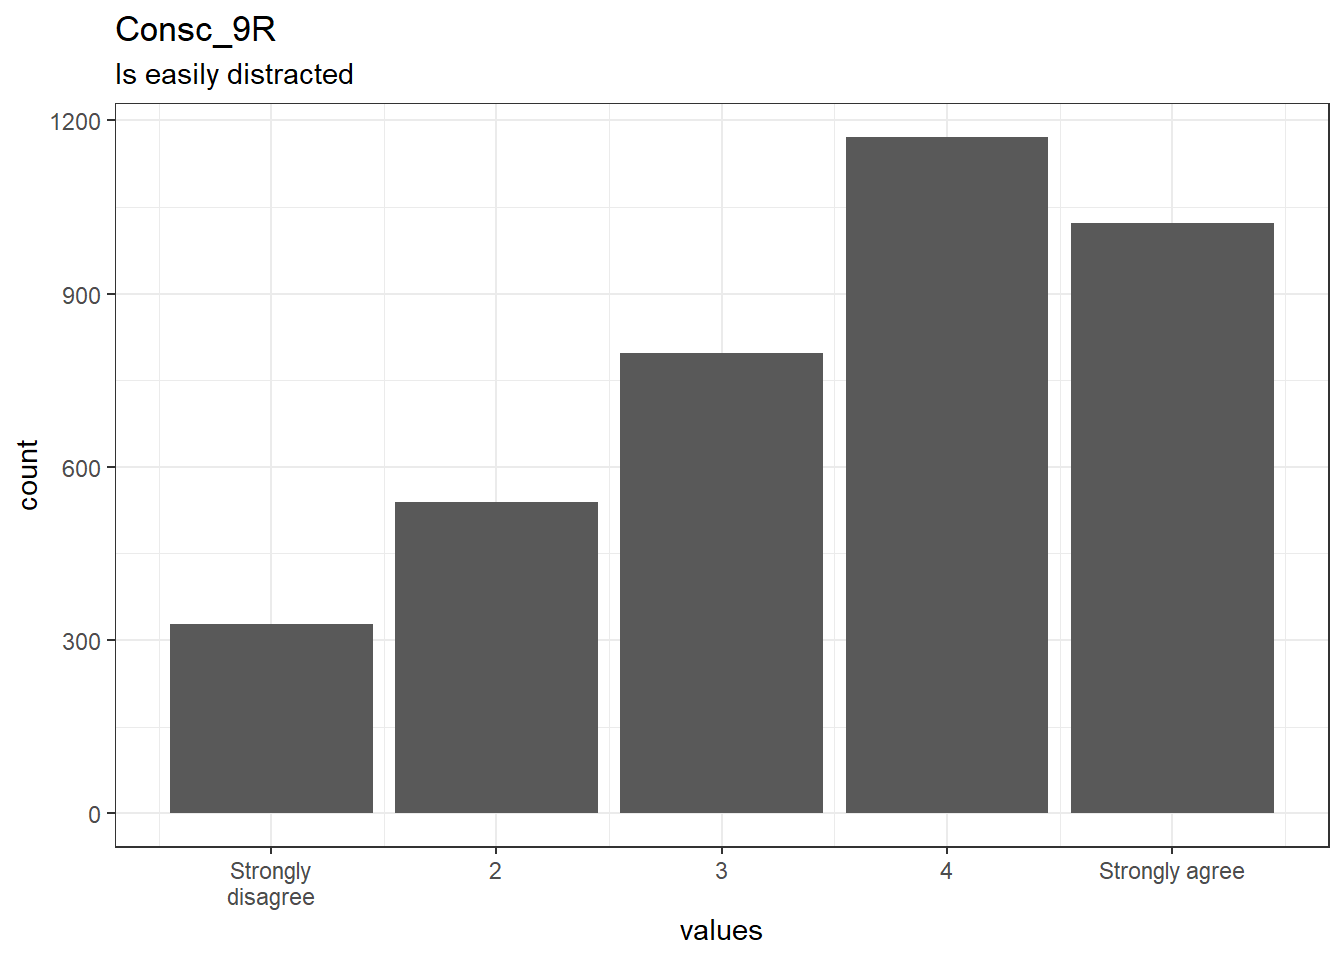 Consc_9R
Is easily distracted
1200
900
600
300
0
count
Strongly
disagree
2
3
4
Strongly agree
values